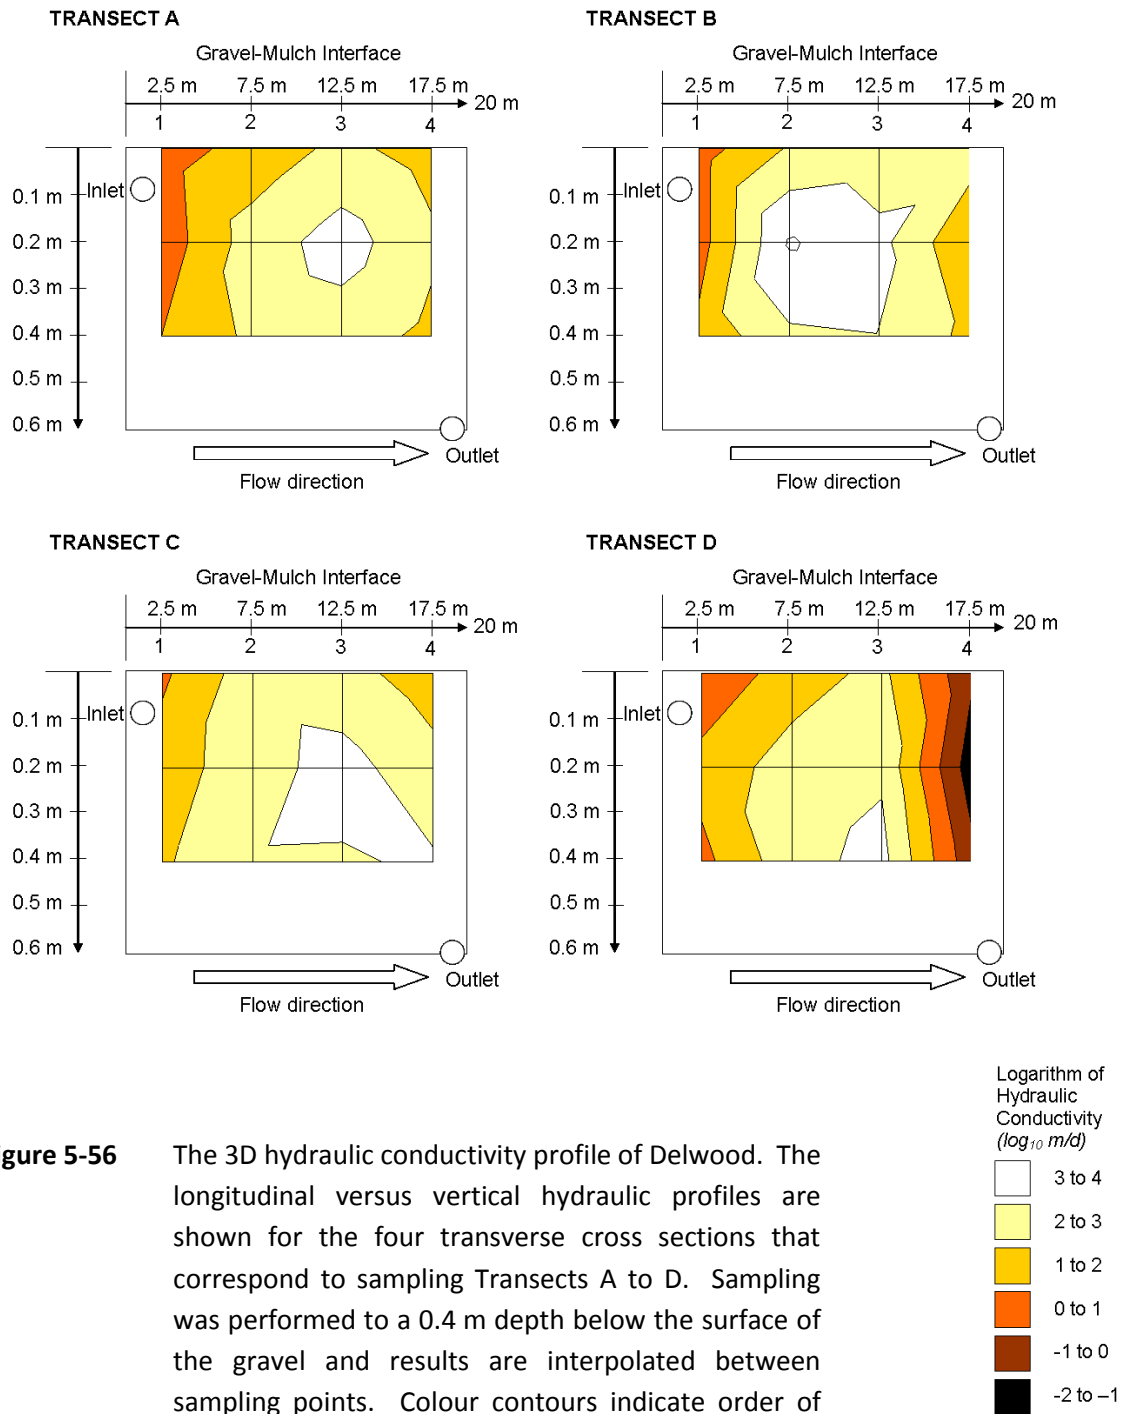 TRANSECT A
Gravel-Mulch Interface
2.5 m 7.5 m 12.5 m 17.5 m
20 m
1 2 3 4
Inlet
0.1 m
0.2 m
0.3 m
0.4 m
0.5 m
0.6 m
Outlet
Flow direction
TRANSECT B
Gravel-Mulch Interface
2.5 m 7.5 m 12.5 m 17.5 m
20 m
1 2 3 4
Inlet
0.1 m
0.2 m
0.3 m
0.4 m
0.5 m
0.6 m
Outlet
Flow direction
TRANSECT C
Gravel-Mulch Interface
2.5 m 7.5 m 12.5 m 17.5 m
20 m
1 2 3 4
Inlet
0.1 m
0.2 m
0.3 m
0.4 m
0.5 m
0.6 m
Outlet
Flow direction
TRANSECT D
Gravel-Mulch Interface
2.5 m 7.5 m 12.5 m 17.5 m
20 m
1 2 3 4
Inlet
0.1 m
0.2 m
0.3 m
0.4 m
0.5 m
0.6 m
Outlet
Flow direction
gure 5-56 The 3D hydraulic conductivity profile of Delwood. The
longitudinal versus vertical hydraulic profiles are
shown for the four transverse cross sections that
correspond to sampling Transects A to D. Sampling
was performed to a 0.4 m depth below the surface of
the gravel and results are interpolated between
sampling points. Colour contours indicate order of
Logarithm of
Hydraulic
Conductivity
(log10 m/d)
3 to 4
2 to 3
1 to 2
0 to 1
-1 to 0
-2 to –1